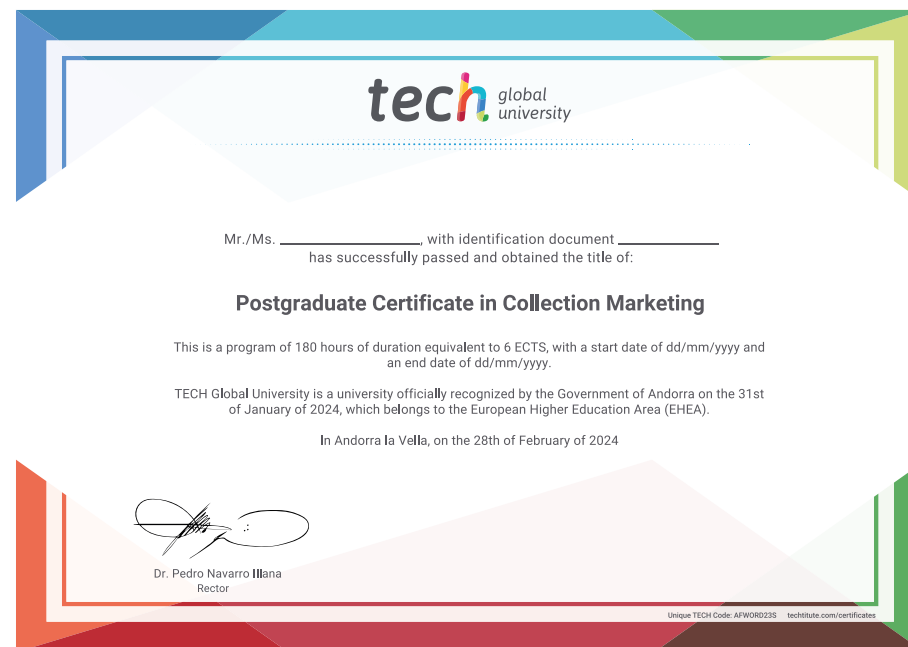 tech global
university
Mr./Ms. ____________, with identification document ____________
has successfully passed and obtained the title of:
Postgraduate Certificate in Collection Marketing
This is a program of 180 hours of duration equivalent to 6 ECTS, with a start date of dd/mm/yyyy and
an end date of dd/mm/yyyy.
TECH Global University is a university officially recognized by the Government of Andorra on the 31st
of January of 2024, which belongs to the European Higher Education Area (EHEA).
In Andorra la Vella, on the 28th of February of 2024
Dr. Pedro Navarro Illana
Rector
Unique TECH Code: AFWORD23S techtitute.com/certificates